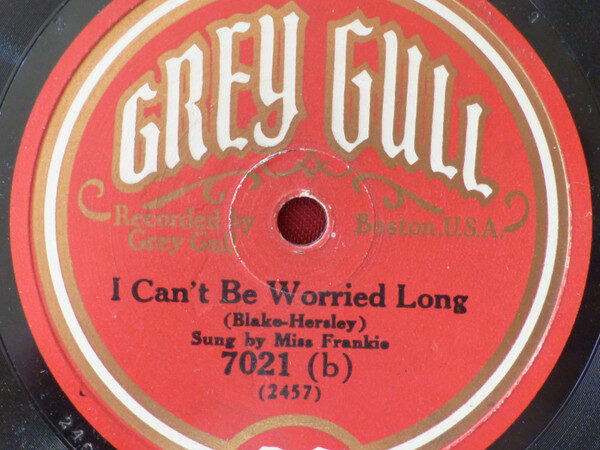 GREY GULL
Recorded by
Grey Gull
Boston, U.S.A.
I Can't Be Worried Long
(Blake-Hersley)
Sung by Miss Frankie
7021 (b)
(2457)